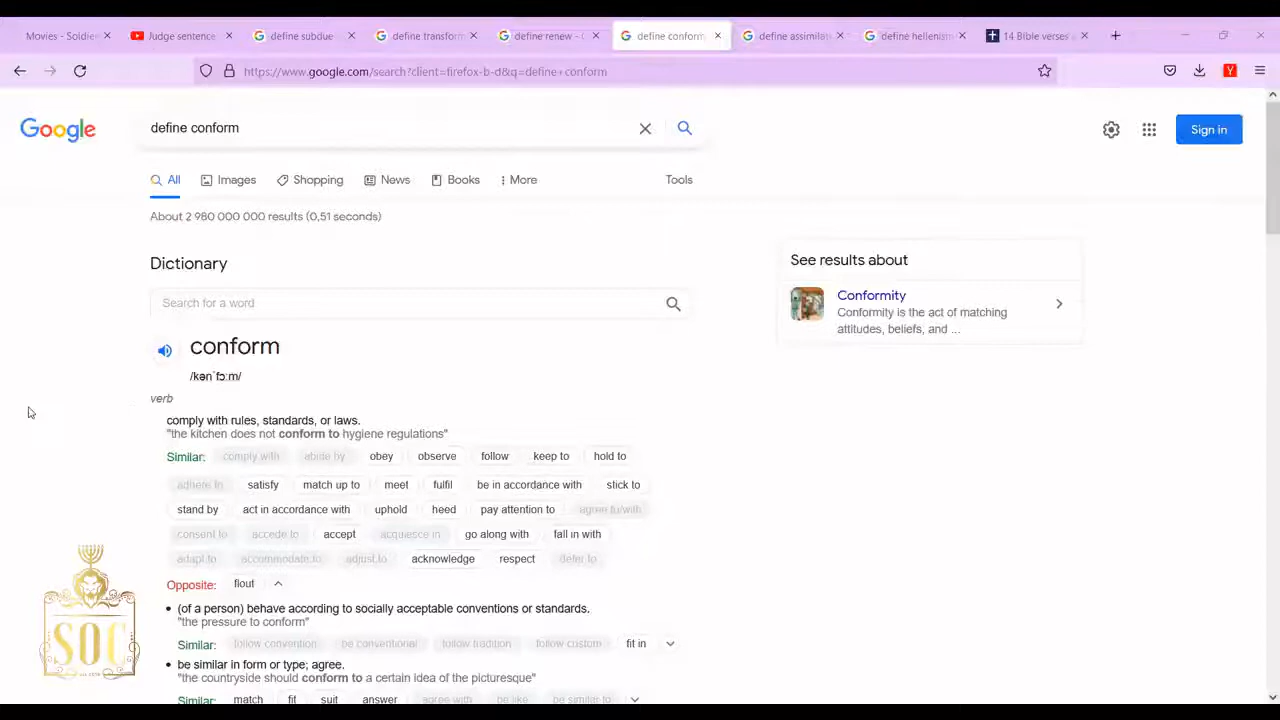 Movies - Soldie
Judge sentence
define subdue
define transform
define renew - G
define conform
define assimilat
define hellenism
14 Bible verses a
https://www.google.com/search?client=firefox-b-d&q=define+conform
Google
define conform
Sign in
All
Images
Shopping
News
Books
More
Tools
About 2 980 000 000 results (0,51 seconds)
Dictionary
See results about
Search for a word
Conformity
Conformity is the act of matching
attitudes, beliefs, and ...
conform
/kənˈfɔːm/
verb
comply with rules, standards, or laws.
"the kitchen does not conform to hygiene regulations"
Similar: comply with abide by obey observe follow keep to hold to
adhere to satisfy match up to meet fulfil be in accordance with stick to
stand by act in accordance with uphold heed pay attention to agree to/with
consent to accede to accept acquiesce in go along with fall in with
adapt to accommodate to adjust to acknowledge respect defer to
Opposite: flout
• (of a person) behave according to socially acceptable conventions or standards.
"the pressure to conform"
Similar: follow convention be conventional follow tradition follow custom fit in
• be similar in form or type; agree.
"the countryside should conform to a certain idea of the picturesque"
Similar: match fit suit answer agree with be like be similar to
SOC